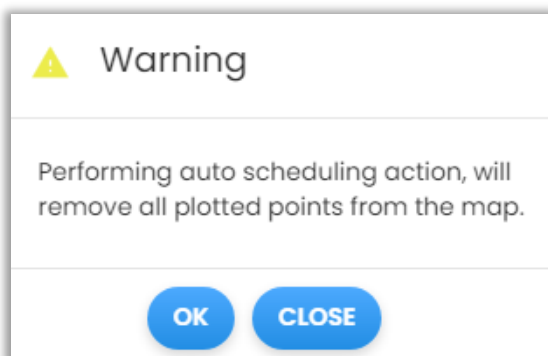 Warning
Performing auto scheduling action, will
remove all plotted points from the map.
OK CLOSE